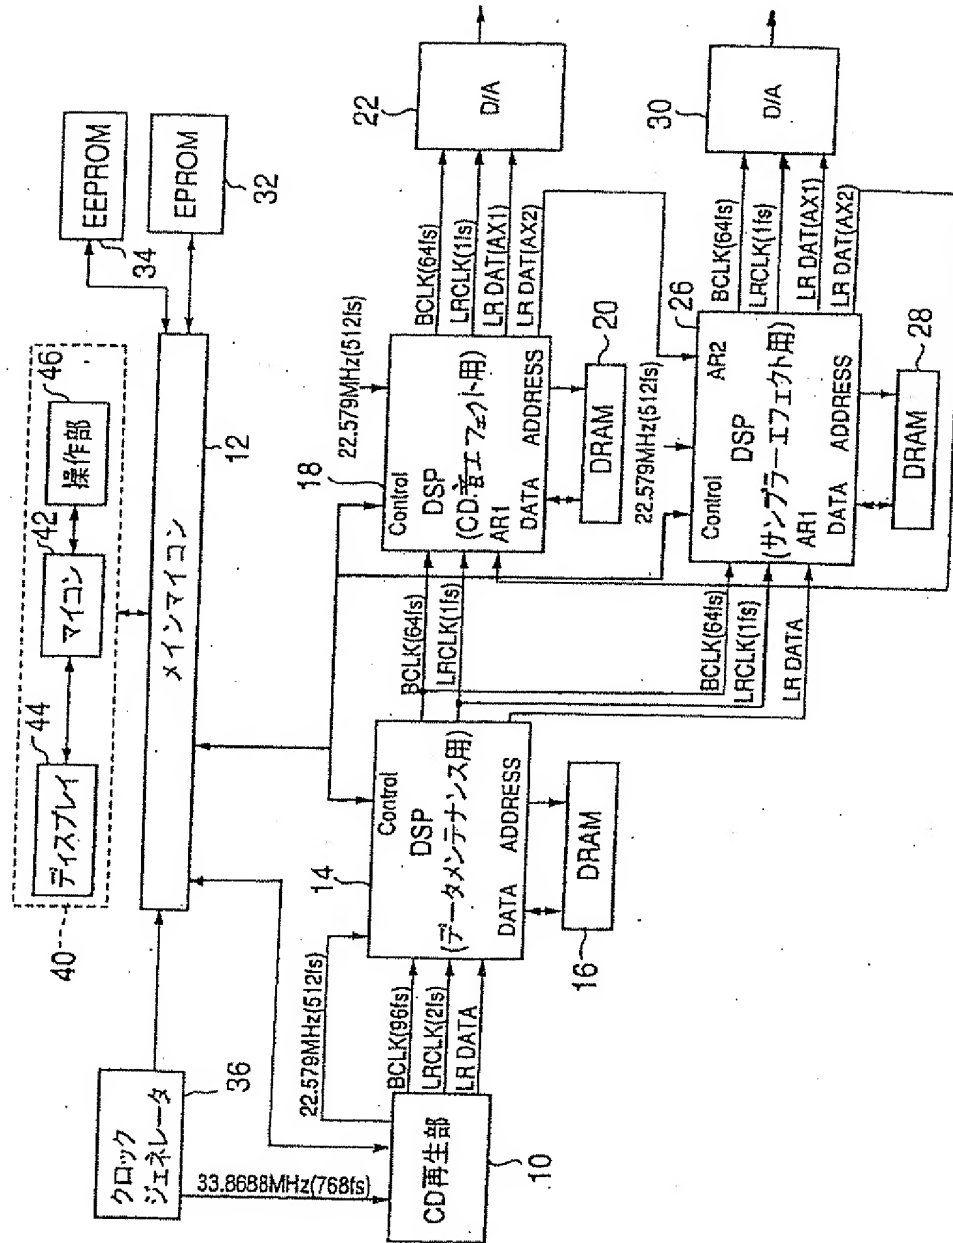 クロック
ジェネレータ
36
33.8688MHz(768fs)
CD再生部
10
40
ディスプレイ
44
マイコン
42
操作部
46
メインマイコン
12
EEPROM
34
EPROM
32
22.579MHz(512fs)
BCLK(96fs)
LRCLK(2fs)
LR DATA
14
Control
DSP
(データメンテナンス用)
DATA
ADDRESS
DRAM
16
BCLK(64fs)
LRCLK(1fs)
18
22.579MHz(512fs)
Control
DSP
(CD音エフェクト用)
AR1
DATA
ADDRESS
DRAM
20
BCLK(64fs)
LRCLK(1fs)
LR DAT(AX1)
LR DAT(AX2)
22
D/A
BCLK(64fs)
LRCLK(1fs)
LR DATA
22.579MHz(512fs)
26
Control
AR2
DSP
(サンプラーエフェクト用)
AR1
DATA
ADDRESS
DRAM
28
BCLK(64fs)
LRCLK(1fs)
LR DAT(AX1)
LR DAT(AX2)
30
D/A